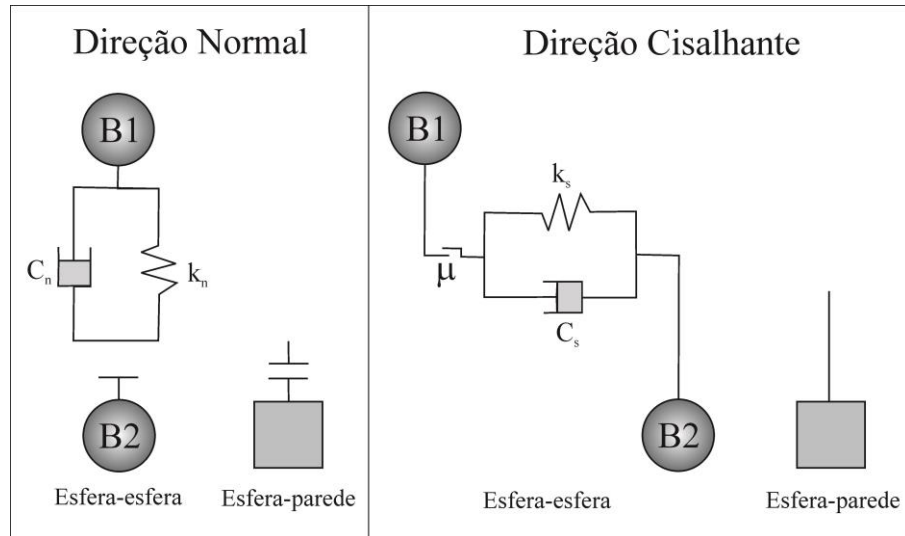 Direção Normal
B1
C_n
k_n
B2
Esfera-esfera
Esfera-parede
Direção Cisalhante
B1
k_s
μ
C_s
B2
Esfera-esfera
Esfera-parede